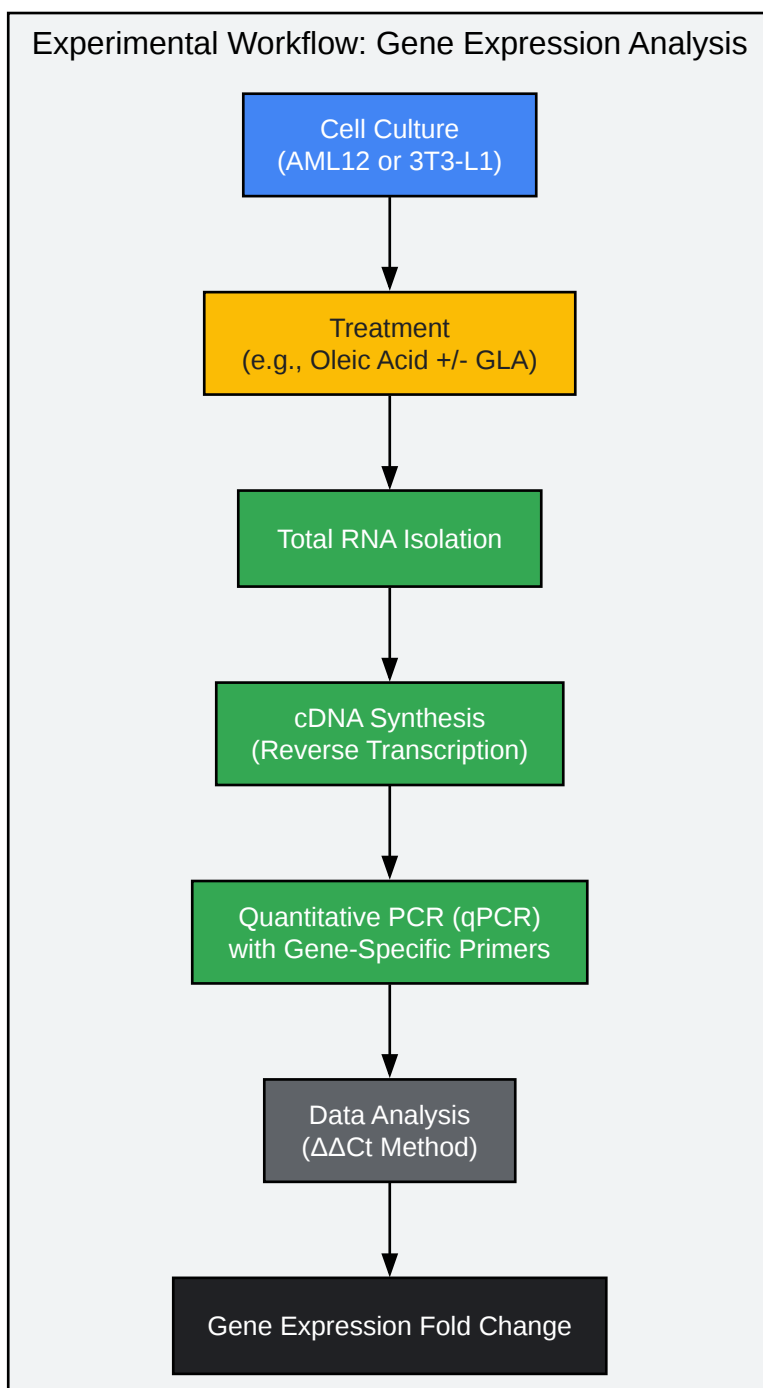 Experimental Workflow: Gene Expression Analysis
Cell Culture
(AML12 or 3T3-L1)
Treatment
(e.g., Oleic Acid +/- GLA)
Total RNA Isolation
cDNA Synthesis
(Reverse Transcription)
Quantitative PCR (qPCR)
with Gene-Specific Primers
Data Analysis
(ΔΔCt Method)
Gene Expression Fold Change